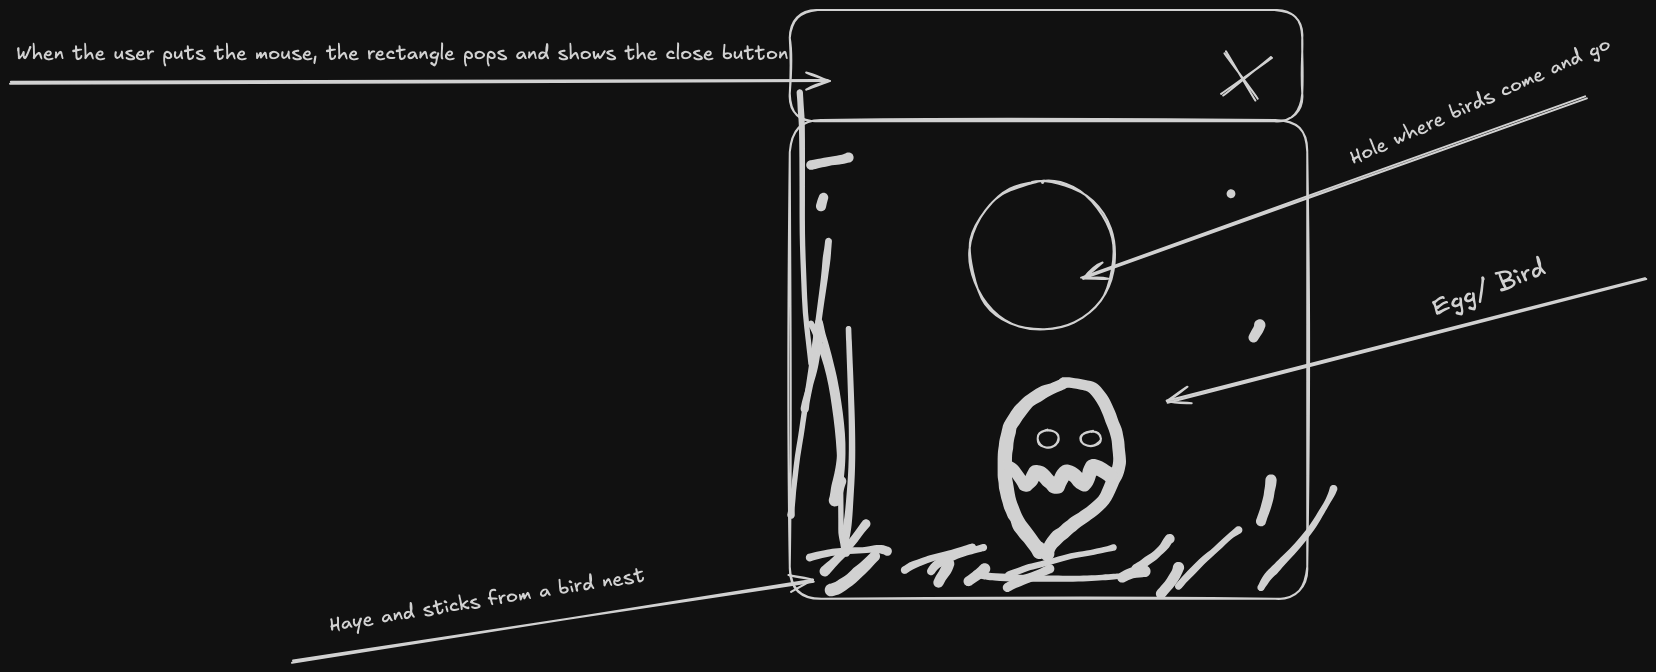 When the user puts the mouse, the rectangle pops and shows the close button
Hole where birds come and go
Egg/ Bird
Haye and sticks from a bird nest